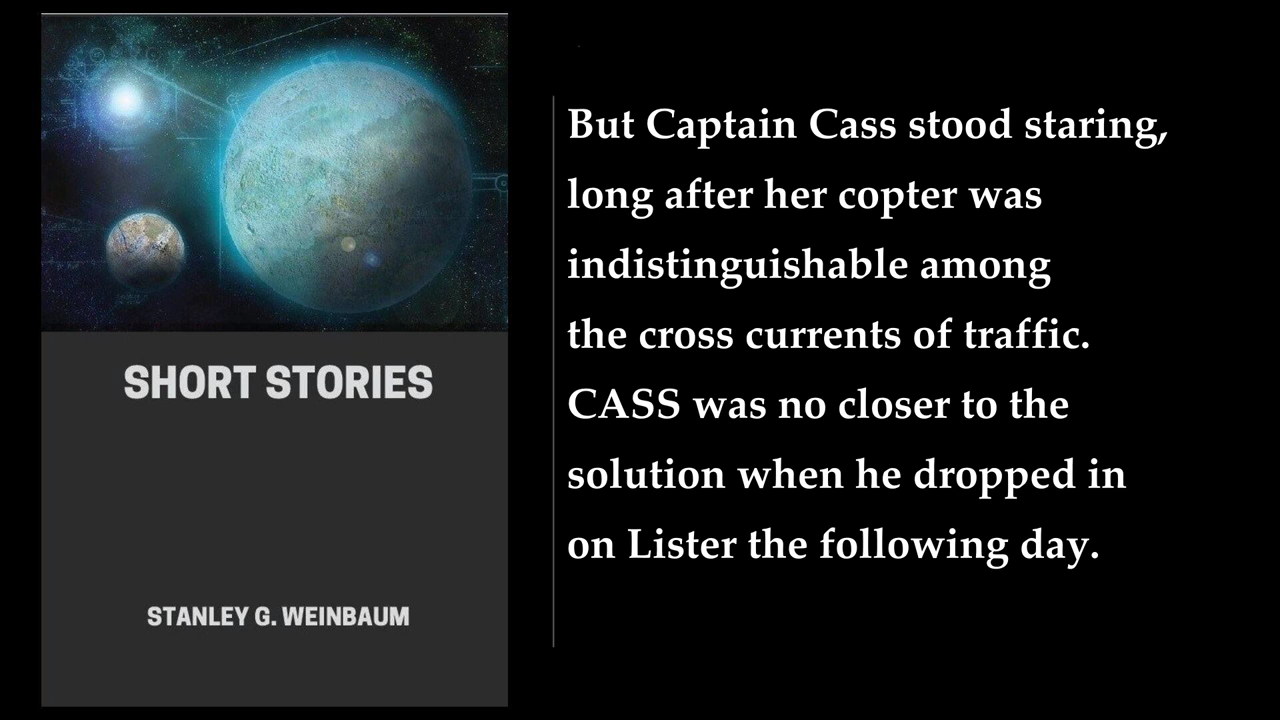 SHORT STORIES
STANLEY G. WEINBAUM
But Captain Cass stood staring,
long after her copter was
indistinguishable among
the cross currents of traffic.
CASS was no closer to the
solution when he dropped in
on Lister the following day.